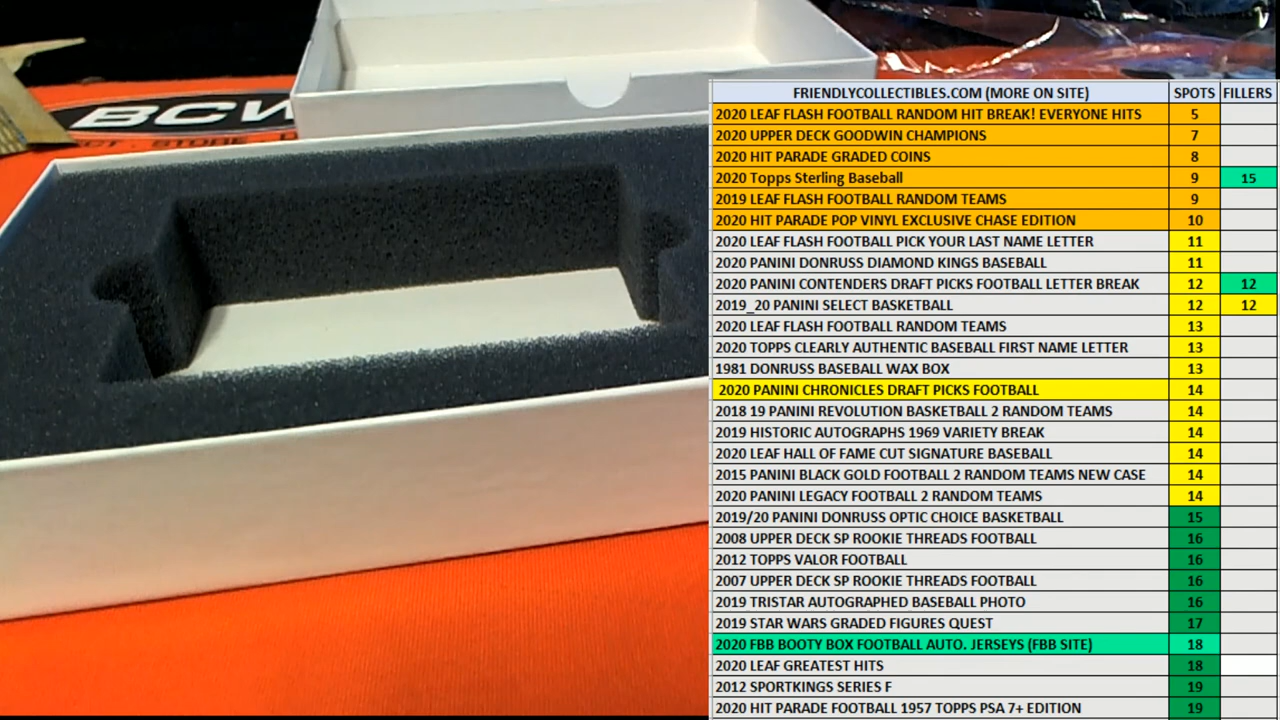 BCW
FRIENDLYCOLLECTIBLES.COM (MORE ON SITE) SPOTS FILLERS
2020 LEAF FLASH FOOTBALL RANDOM HIT BREAK! EVERYONE HITS 5
2020 UPPER DECK GOODWIN CHAMPIONS 7
2020 HIT PARADE GRADED COINS 8
2020 Topps Sterling Baseball 9 15
2019 LEAF FLASH FOOTBALL RANDOM TEAMS 9
2020 HIT PARADE POP VINYL EXCLUSIVE CHASE EDITION 10
2020 LEAF FLASH FOOTBALL PICK YOUR LAST NAME LETTER 11
2020 PANINI DONRUSS DIAMOND KINGS BASEBALL 11
2020 PANINI CONTENDERS DRAFT PICKS FOOTBALL LETTER BREAK 12 12
2019_20 PANINI SELECT BASKETBALL 12 12
2020 LEAF FLASH FOOTBALL RANDOM TEAMS 13
2020 TOPPS CLEARLY AUTHENTIC BASEBALL FIRST NAME LETTER 13
1981 DONRUSS BASEBALL WAX BOX 13
2020 PANINI CHRONICLES DRAFT PICKS FOOTBALL 14
2018 19 PANINI REVOLUTION BASKETBALL 2 RANDOM TEAMS 14
2019 HISTORIC AUTOGRAPHS 1969 VARIETY BREAK 14
2020 LEAF HALL OF FAME CUT SIGNATURE BASEBALL 14
2015 PANINI BLACK GOLD FOOTBALL 2 RANDOM TEAMS NEW CASE 14
2020 PANINI LEGACY FOOTBALL 2 RANDOM TEAMS 14
2019/20 PANINI DONRUSS OPTIC CHOICE BASKETBALL 15
2008 UPPER DECK SP ROOKIE THREADS FOOTBALL 16
2012 TOPPS VALOR FOOTBALL 16
2007 UPPER DECK SP ROOKIE THREADS FOOTBALL 16
2019 TRISTAR AUTOGRAPHED BASEBALL PHOTO 16
2019 STAR WARS GRADED FIGURES QUEST 17
2020 FBB BOOTY BOX FOOTBALL AUTO. JERSEYS (FBB SITE) 18
2020 LEAF GREATEST HITS 18
2012 SPORTKINGS SERIES F 19
2020 HIT PARADE FOOTBALL 1957 TOPPS PSA 7+ EDITION 19